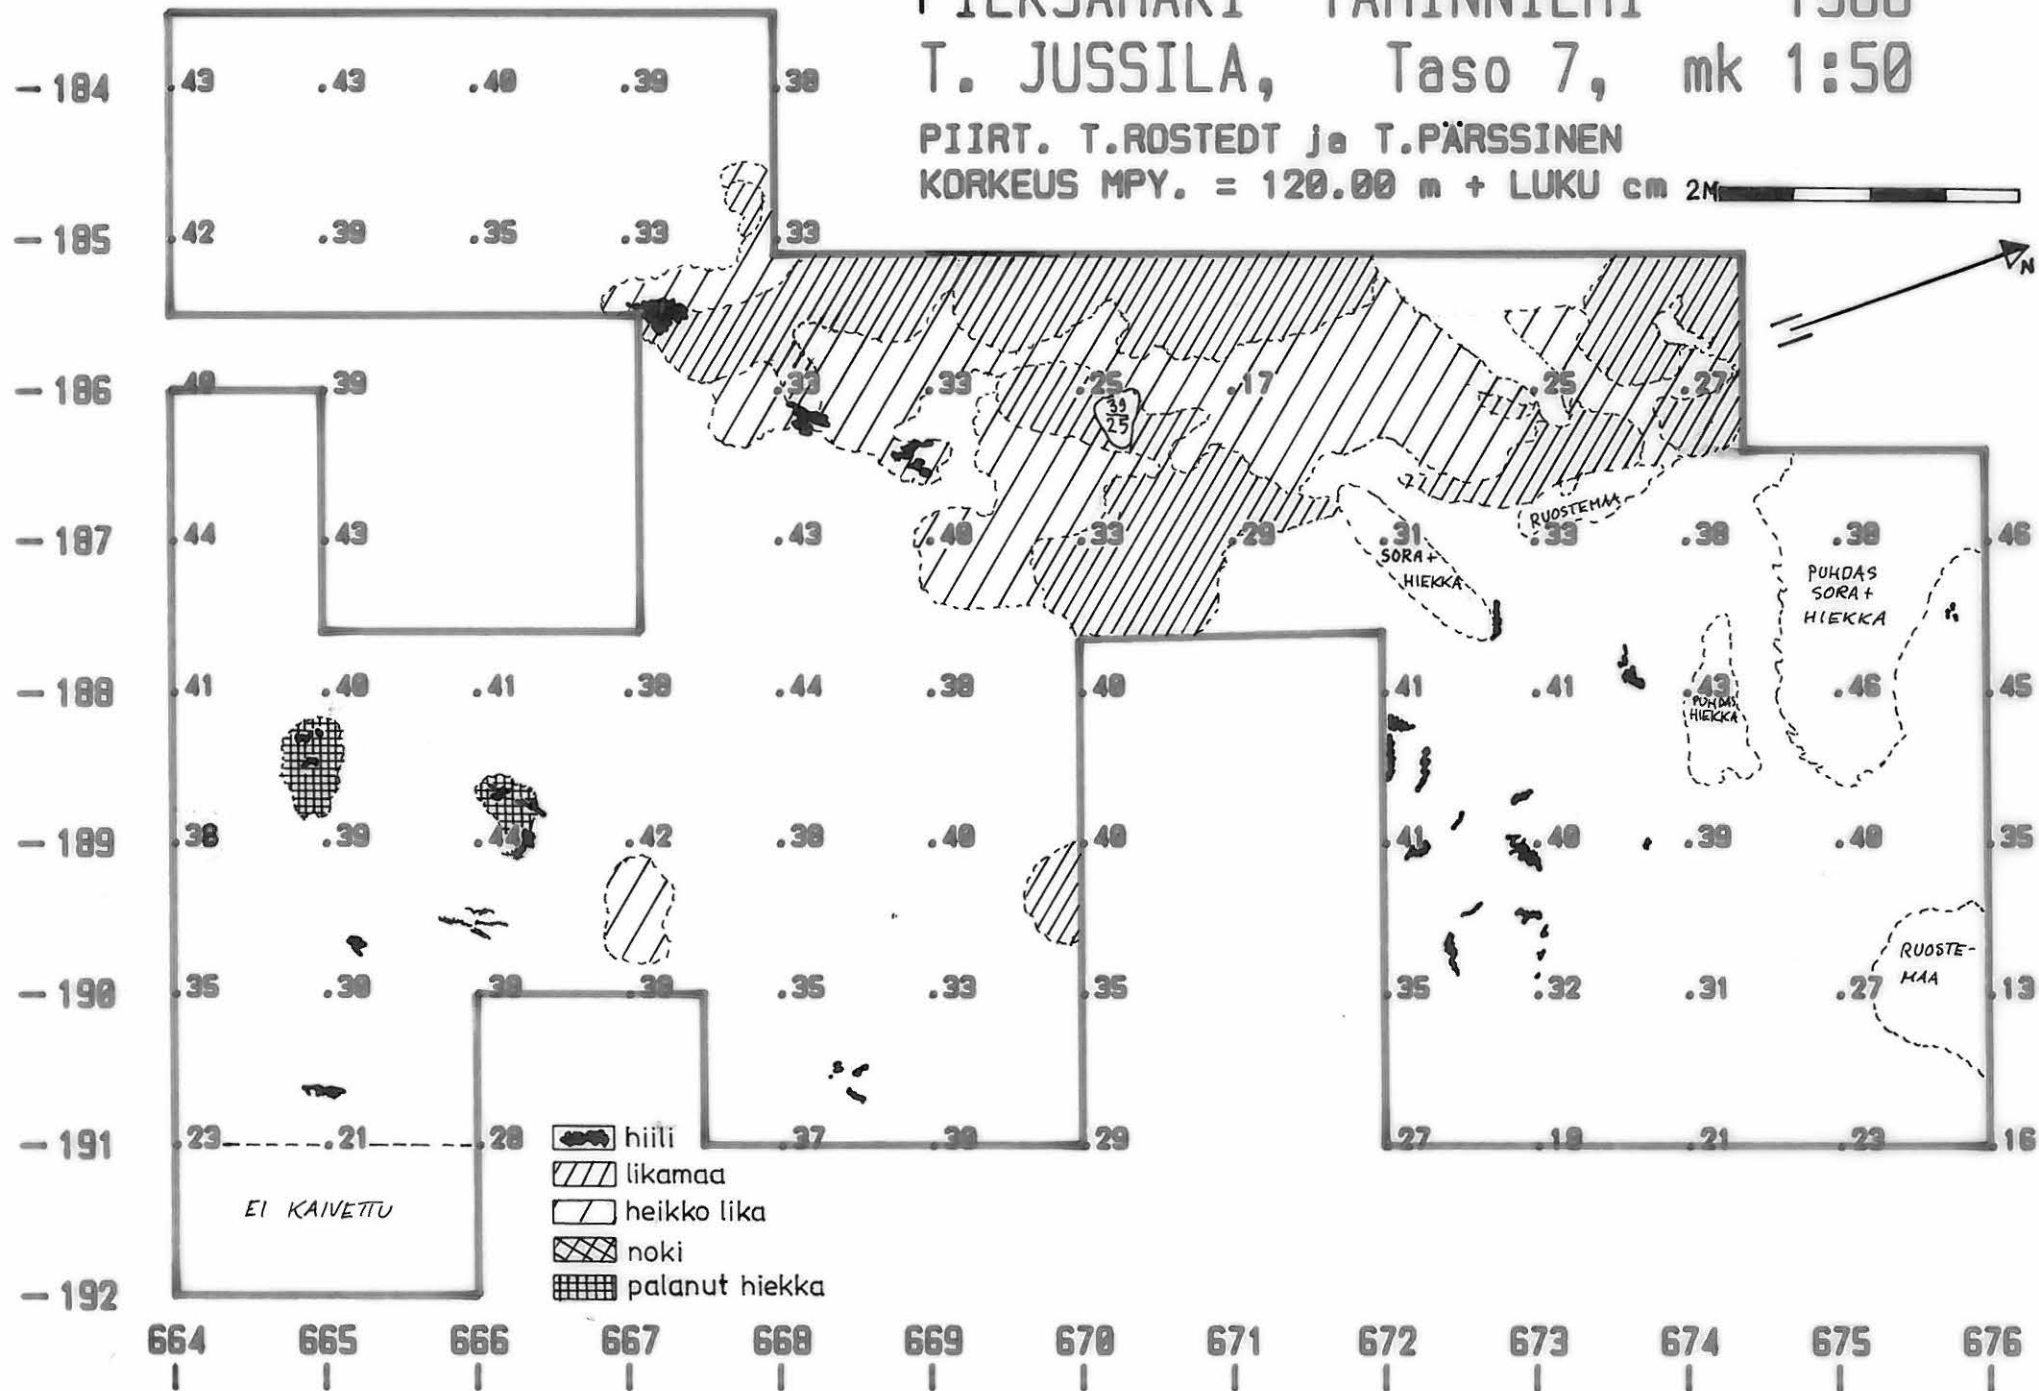 T. JUSSILA, Taso 7, mk 1:50
PIIRT. T.ROSTEDT ja T.PÄRSSINEN
KORKEUS MPY. = 120.00 m + LUKU cm 2M
N
-184 .43 .43 .40 .39 .38
-185 .42 .39 .35 .33 .33
-186 .40 .39 .33 .33 .25 .17 .25 .27
39
25
-187 .44 .43 .43 .40 .33 .29 .31 .33 .38 .38 .46
RUOSTEMAA
SORA+
HIEKKA
PUHDAS
SORA+
HIEKKA
-188 .41 .40 .41 .38 .44 .38 .40 .41 .41 .43 .46 .45
PUHDAS
HIEKKA
-189 .38 .39 .44 .42 .38 .40 .40 .41 .40 .39 .40 .35
RUOSTE-
MAA
-190 .35 .30 .38 .38 .35 .33 .35 .35 .32 .31 .27 .13
-191 .23 .21 .28 .37 .30 .29 .27 .18 .21 .23 .16
EI KAIVETTU
hiili
likamaa
heikko lika
noki
palanut hiekka
-192
664 665 666 667 668 669 670 671 672 673 674 675 676